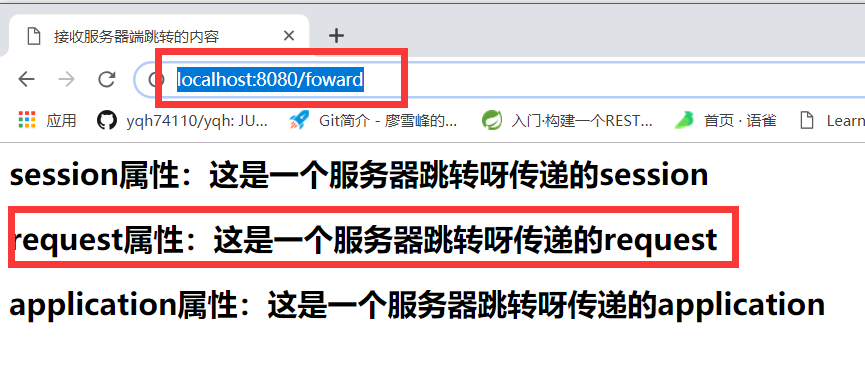 接收服务器端跳转的内容
localhost:8080/foward
应用 yqh74110/yqh: JU... Git简介 - 廖雪峰的... 入门·构建一个REST... 首页 · 语雀 Learn
session属性：这是一个服务器跳转呀传递的session
request属性：这是一个服务器跳转呀传递的request
application属性：这是一个服务器跳转呀传递的application